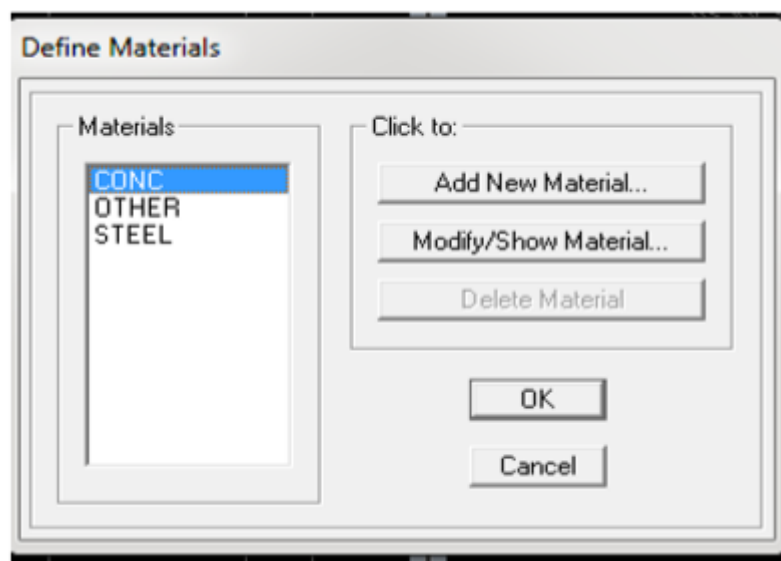 Define Materials
Materials
CONC
OTHER
STEEL
Click to:
Add New Material...
Modify/Show Material...
Delete Material
OK
Cancel